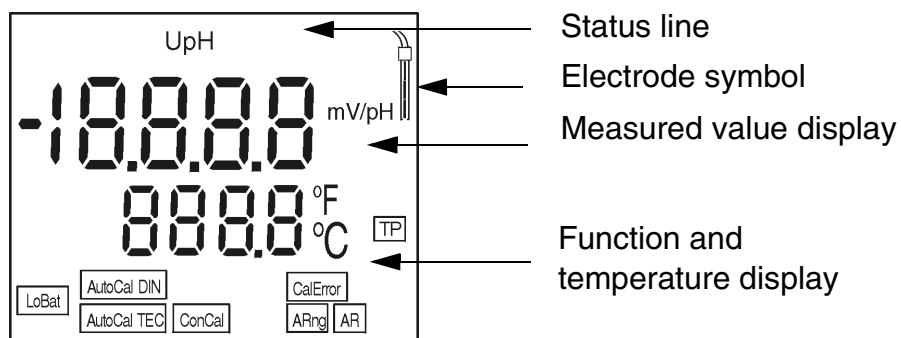 UpH
Status line
Electrode symbol
-18.8.8.8
mV/pH
Measured value display
888.8
°F
°C
TP
Function and
temperature display
LoBat
AutoCal DIN
CalError
AutoCal TEC
ConCal
ARng
AR